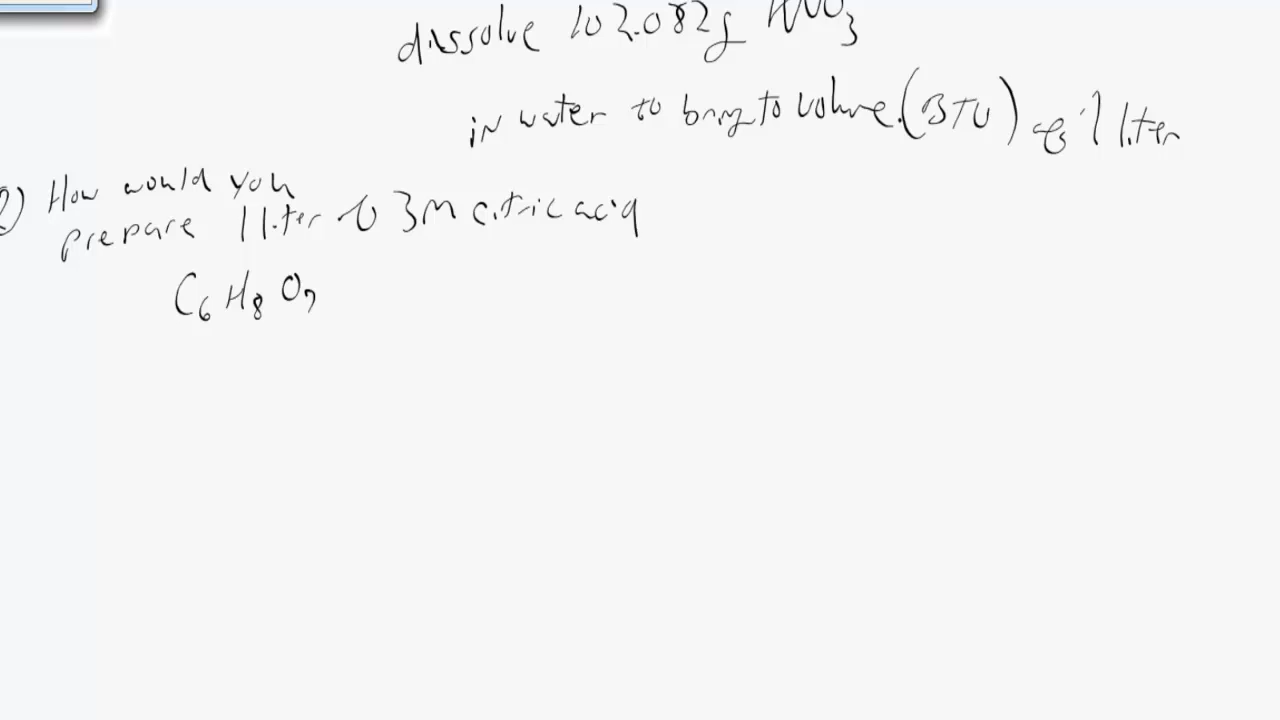 dissolve 102.082g
in water to bring to volume. (BTV) of 1 liter
2) How would you
prepare 1 liter of 3M citric acid
C6H8O7